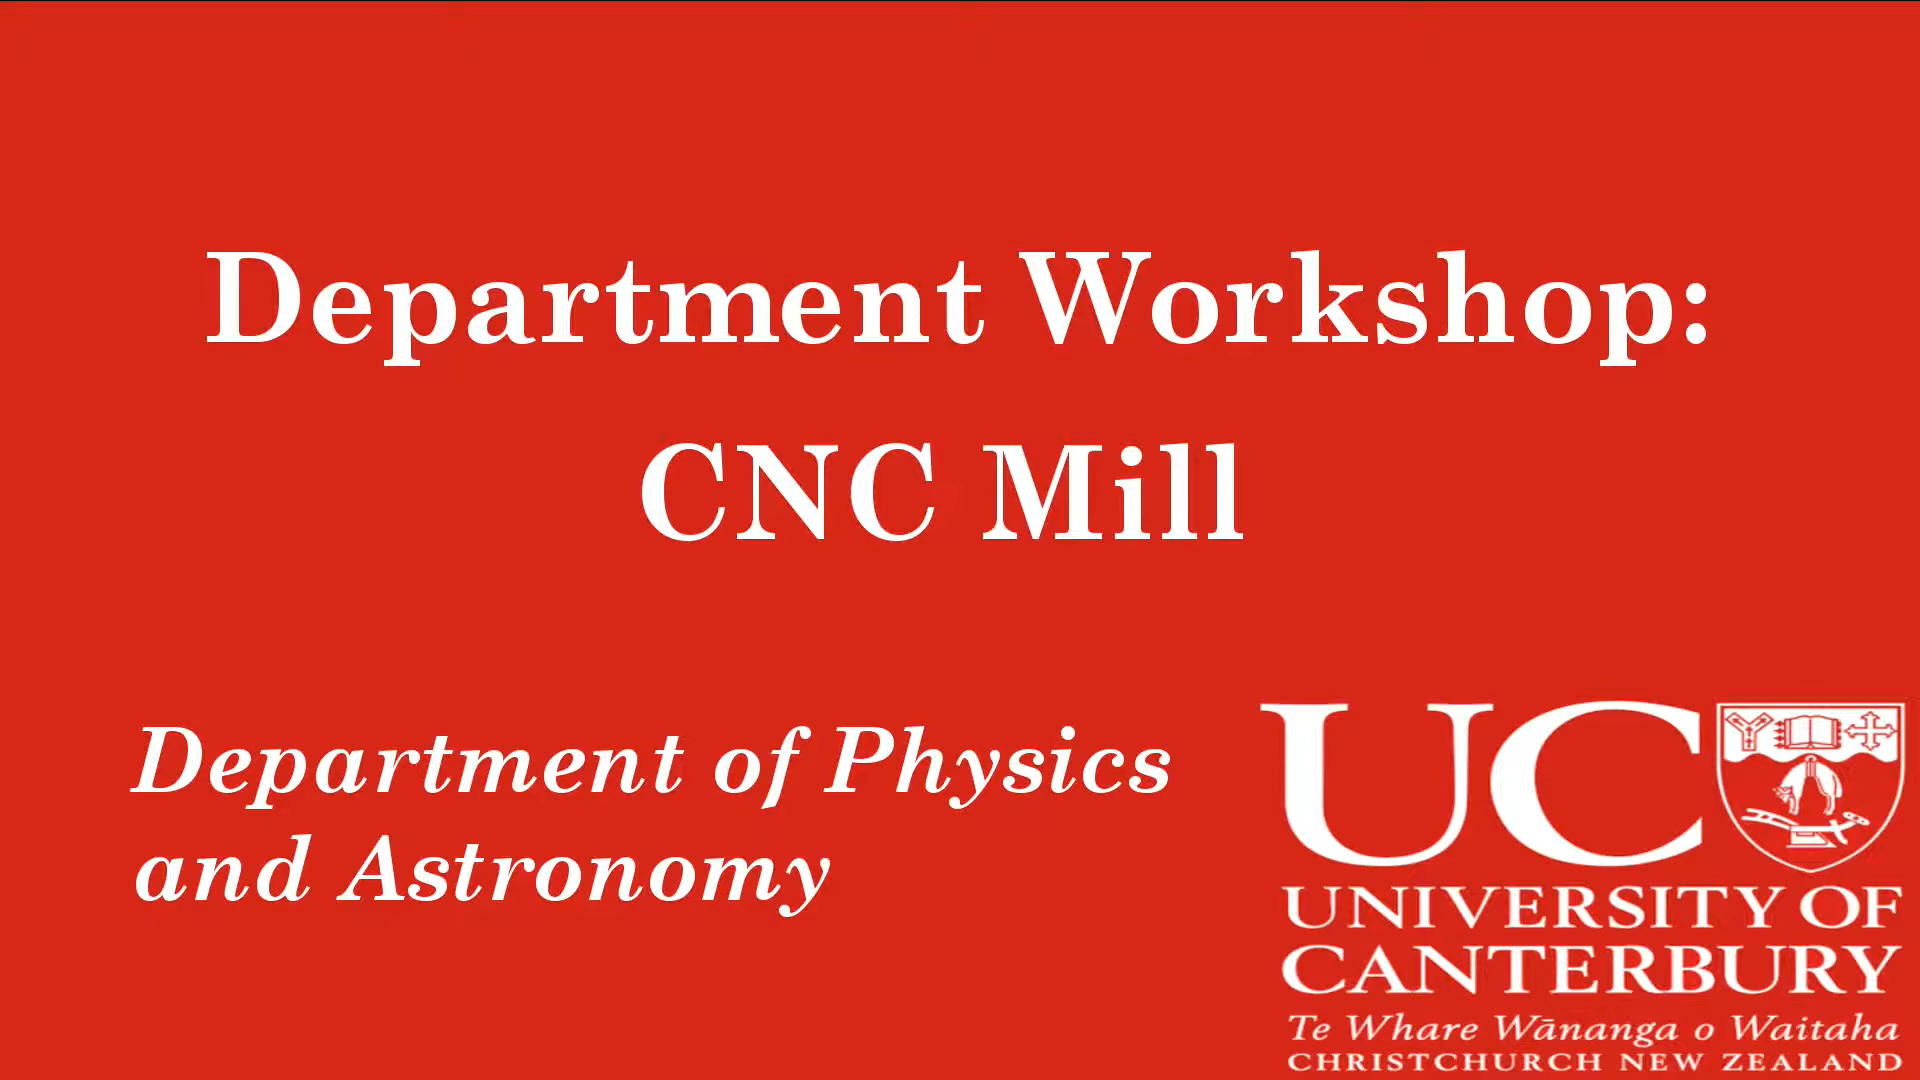 Department Workshop:
CNC Mill
Department of Physics
and Astronomy
UC
UNIVERSITY OF
CANTERBURY
Te Whare Wānanga o Waitaha
CHRISTCHURCH NEW ZEALAND